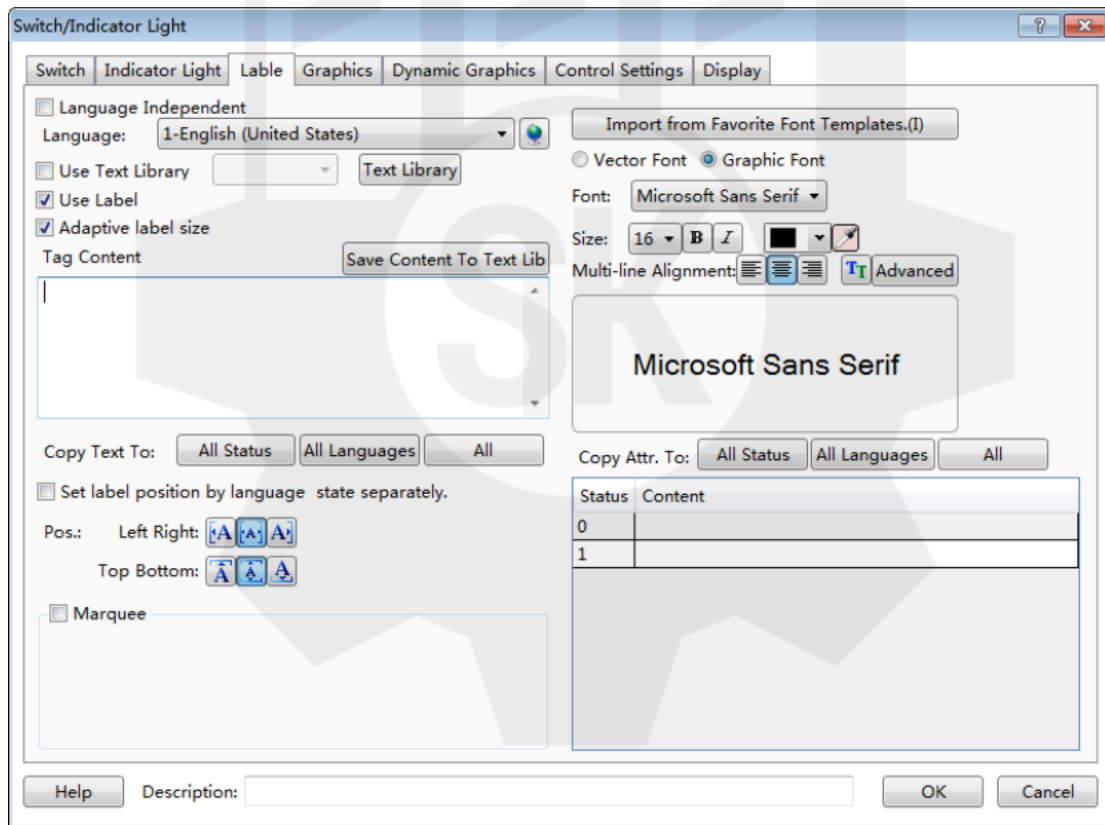 Switch/Indicator Light
Switch Indicator Light Lable Graphics Dynamic Graphics Control Settings Display
Language Independent
Language: 1-English (United States)
Use Text Library Text Library
Use Label
Adaptive label size
Tag Content Save Content To Text Lib
Copy Text To: All Status All Languages All
Set label position by language state separately.
Pos.: Left Right: A A A
Top Bottom: A A A
Marquee
Import from Favorite Font Templates.(I)
Vector Font Graphic Font
Font: Microsoft Sans Serif
Size: 16 B I
Multi-line Alignment: TT Advanced
Microsoft Sans Serif
Copy Attr. To: All Status All Languages All
Status Content
0
1
Help Description: OK Cancel
SK